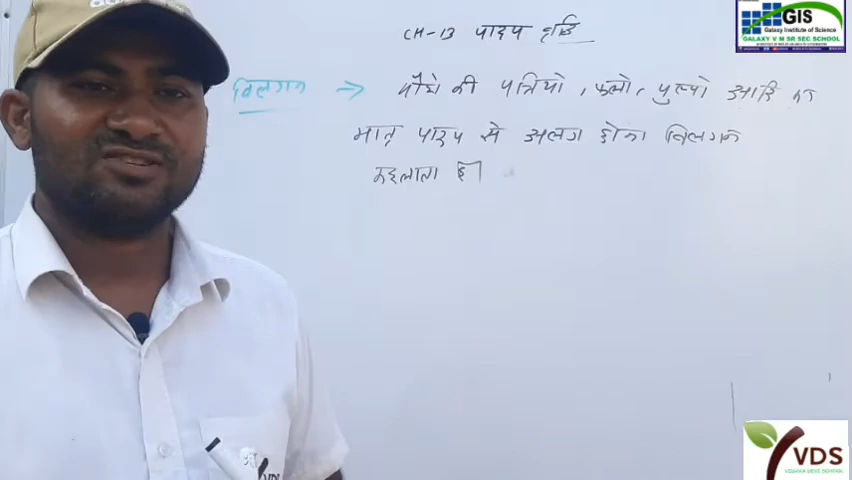 CH-13 पादप वृद्धि
विलगन → पौधे की पत्तियो, फलो, पुष्पो आदि का
मातृ पादप से अलग होना विलगन
कहलाता है।
GIS
Galaxy Institute of Science
GALAXY V M SR SEC SCHOOL
VDS
VDS